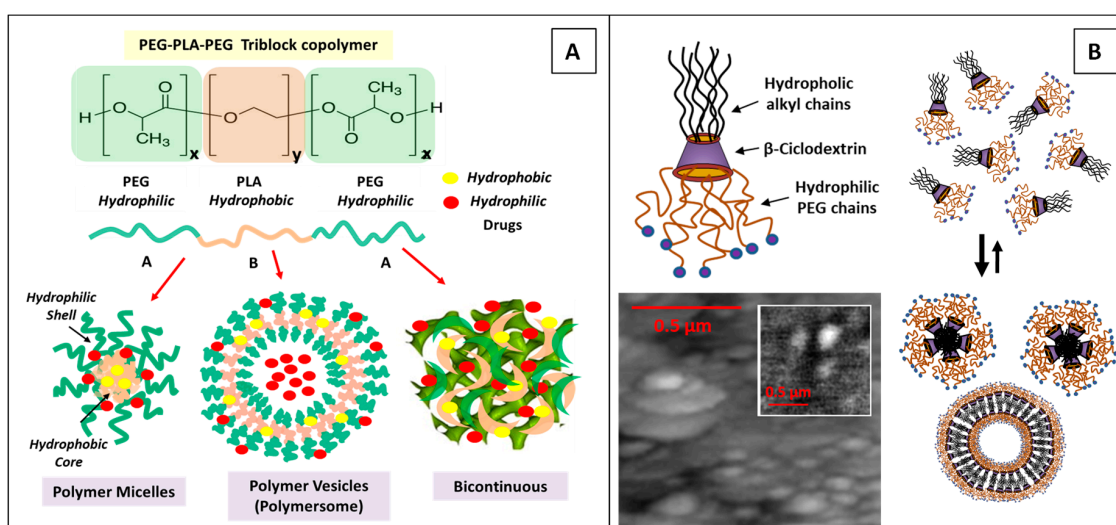 A
PEG-PLA-PEG Triblock copolymer
H
O
O
CH₃
x
O
y
O
O
CH₃
O
H
x
PEG
Hydrophilic
PLA
Hydrophobic
PEG
Hydrophilic
Hydrophobic
Hydrophilic
Drugs
A
B
A
Hydrophilic
Shell
Hydrophobic
Core
Polymer Micelles
Polymer Vesicles
(Polymersome)
Bicontinuous
B
Hydropholic
alkyl chains
β-Ciclodextrin
Hydrophilic
PEG chains
0.5 µm
0.5 µm